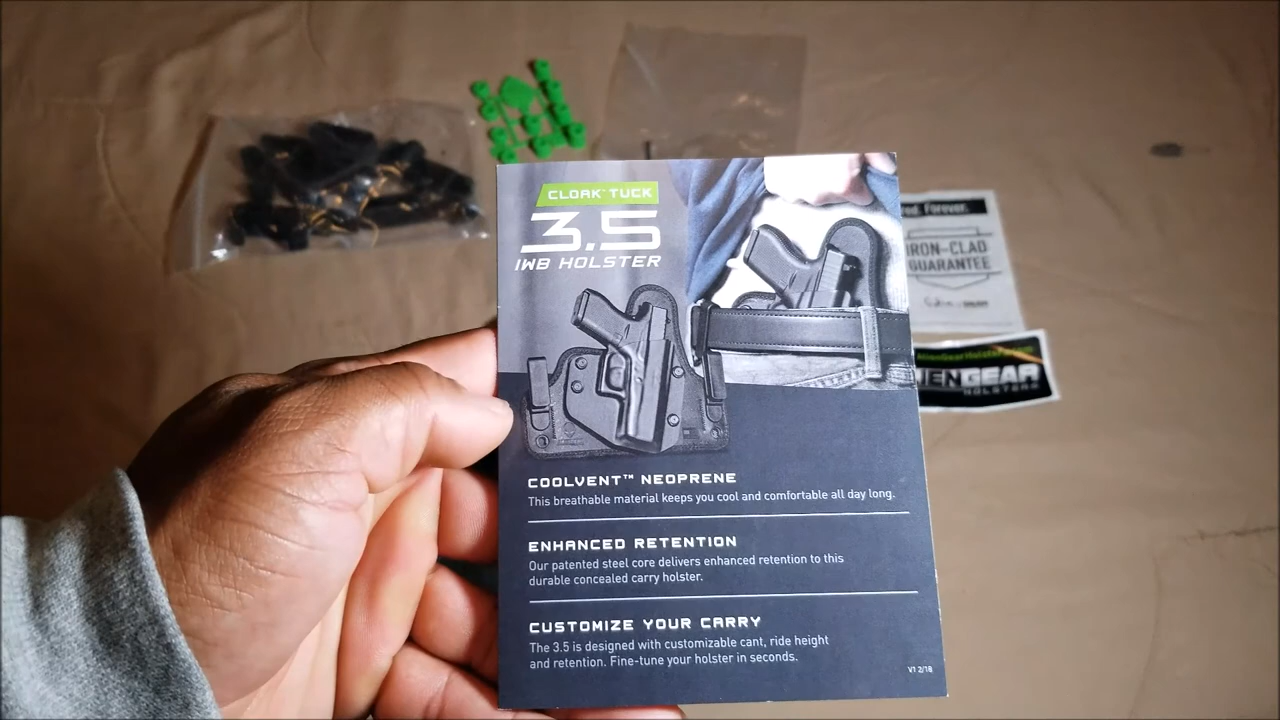 CLOAK™ TUCK
3.5
IWB HOLSTER
COOLVENT™ NEOPRENE
This breathable material keeps you cool and comfortable all day long.
ENHANCED RETENTION
Our patented steel core delivers enhanced retention to this
durable concealed carry holster.
CUSTOMIZE YOUR CARRY
The 3.5 is designed with customizable cant, ride height
and retention. Fine-tune your holster in seconds.
V1 2/18
Forever.
IRON-CLAD
GUARANTEE
IENGEAR
HOLSTERS